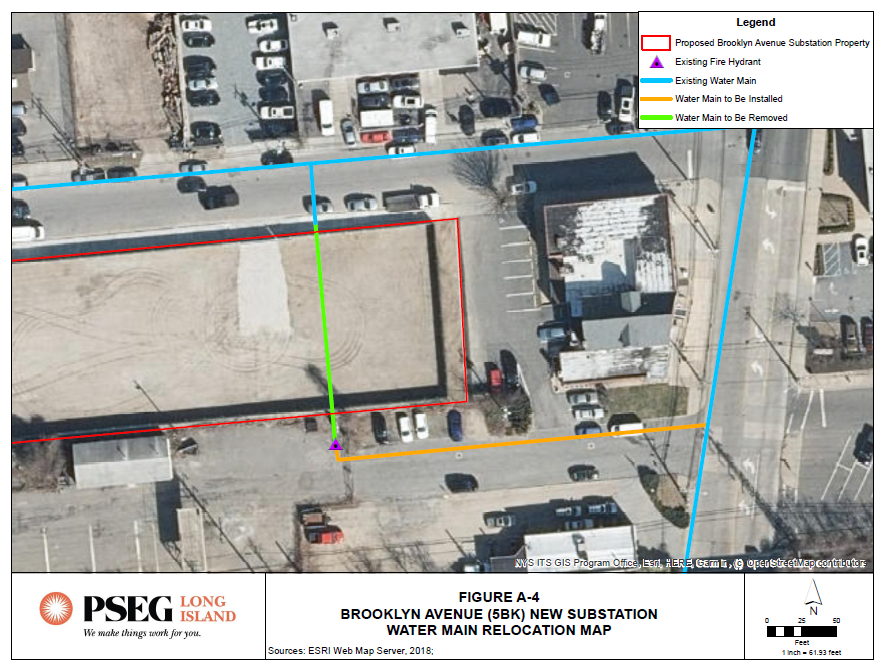 Legend
Proposed Brooklyn Avenue Substation Property
Existing Fire Hydrant
Existing Water Main
Water Main to Be Installed
Water Main to Be Removed
NYS ITS GIS Program Office, Esri, HERE, Garmin, (c) OpenStreetMap contributors
PSEG LONG
ISLAND
We make things work for you.
FIGURE A-4
BROOKLYN AVENUE (5BK) NEW SUBSTATION
WATER MAIN RELOCATION MAP
Sources: ESRI Web Map Server, 2018;
N
0 25 50
Feet
1 inch = 61.93 feet